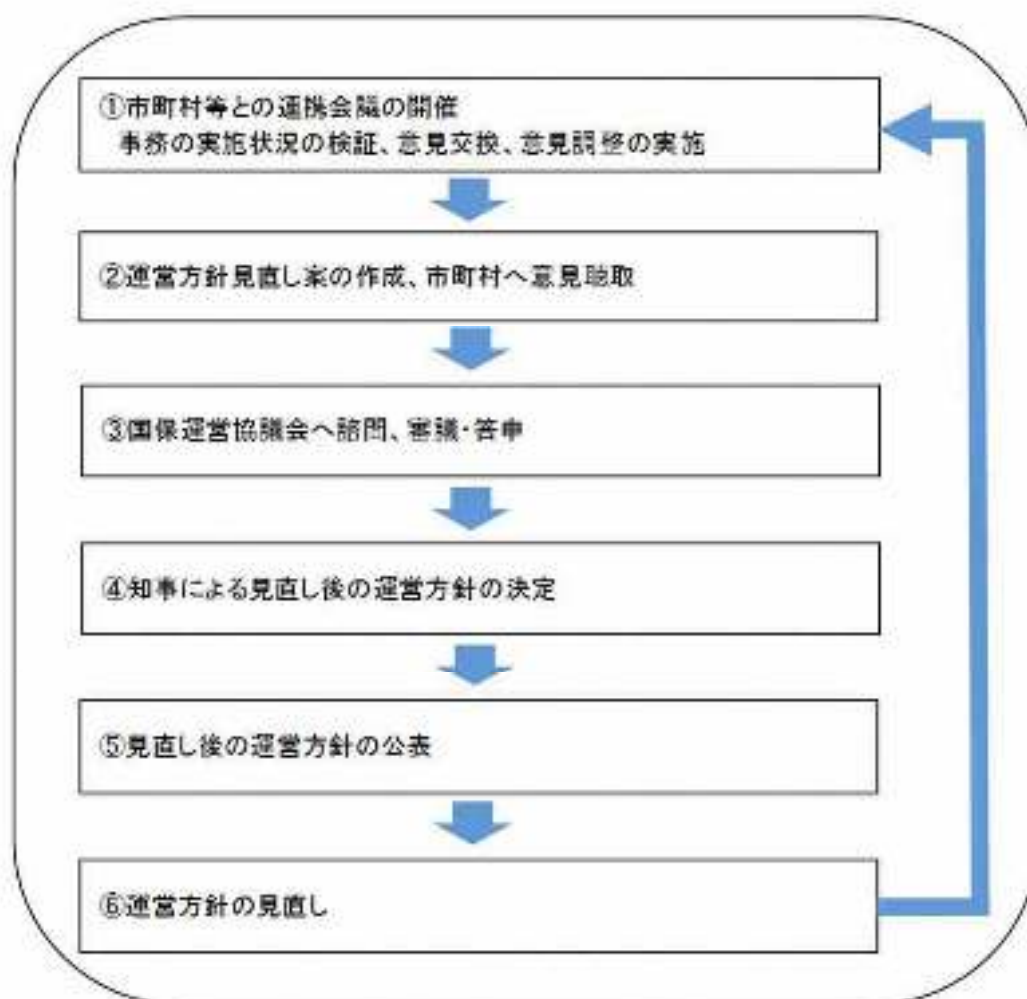 ①市町村等との連携会議の開催
事務の実施状況の検証、意見交換、意見調整の実施
②運営方針見直し案の作成、市町村へ意見聴取
③国保運営協議会へ諮問、審議・答申
④知事による見直し後の運営方針の決定
⑤見直し後の運営方針の公表
⑥運営方針の見直し